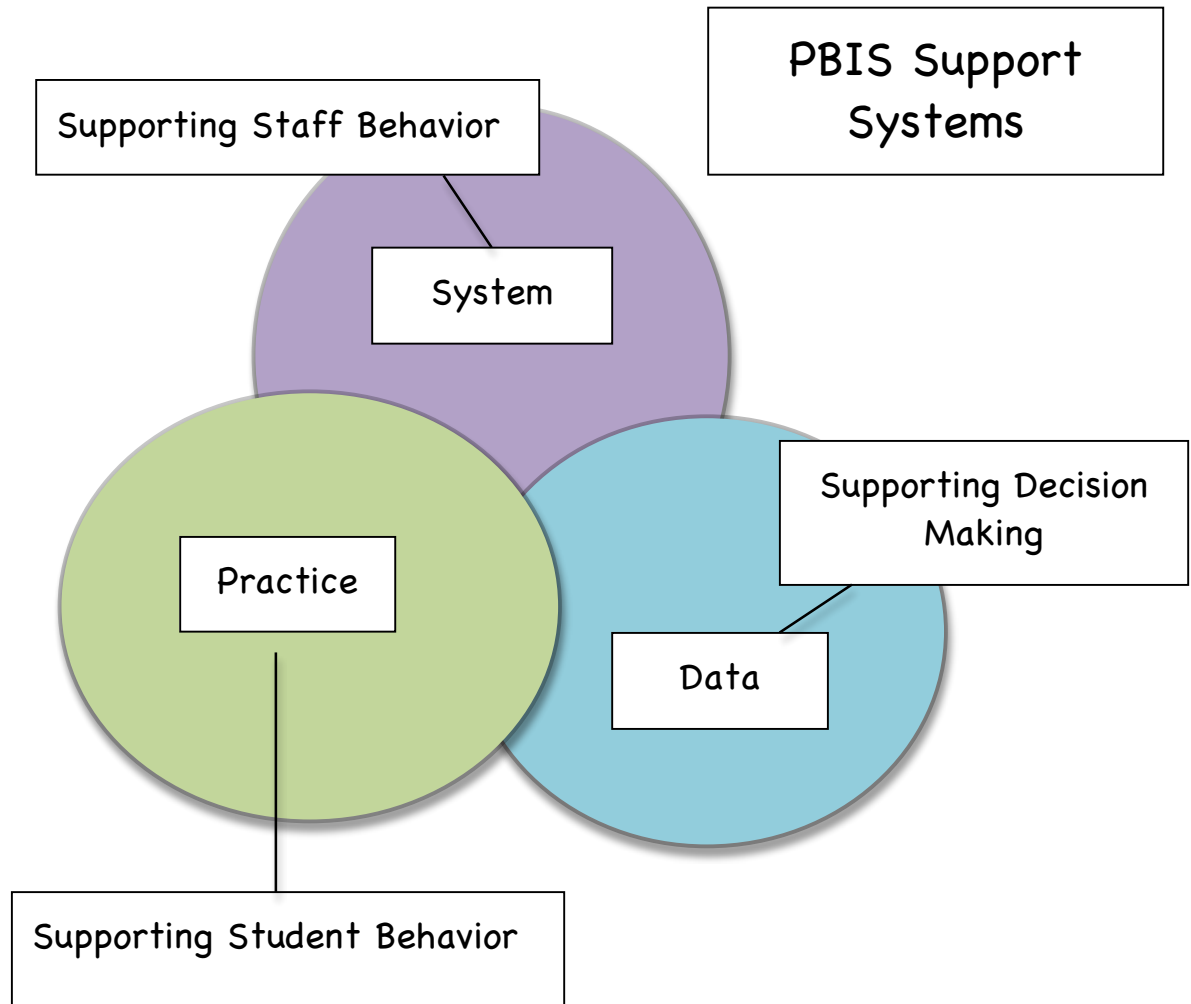 PBIS Support
Systems
Supporting Staff Behavior
System
Supporting Decision
Making
Practice
Data
Supporting Student Behavior